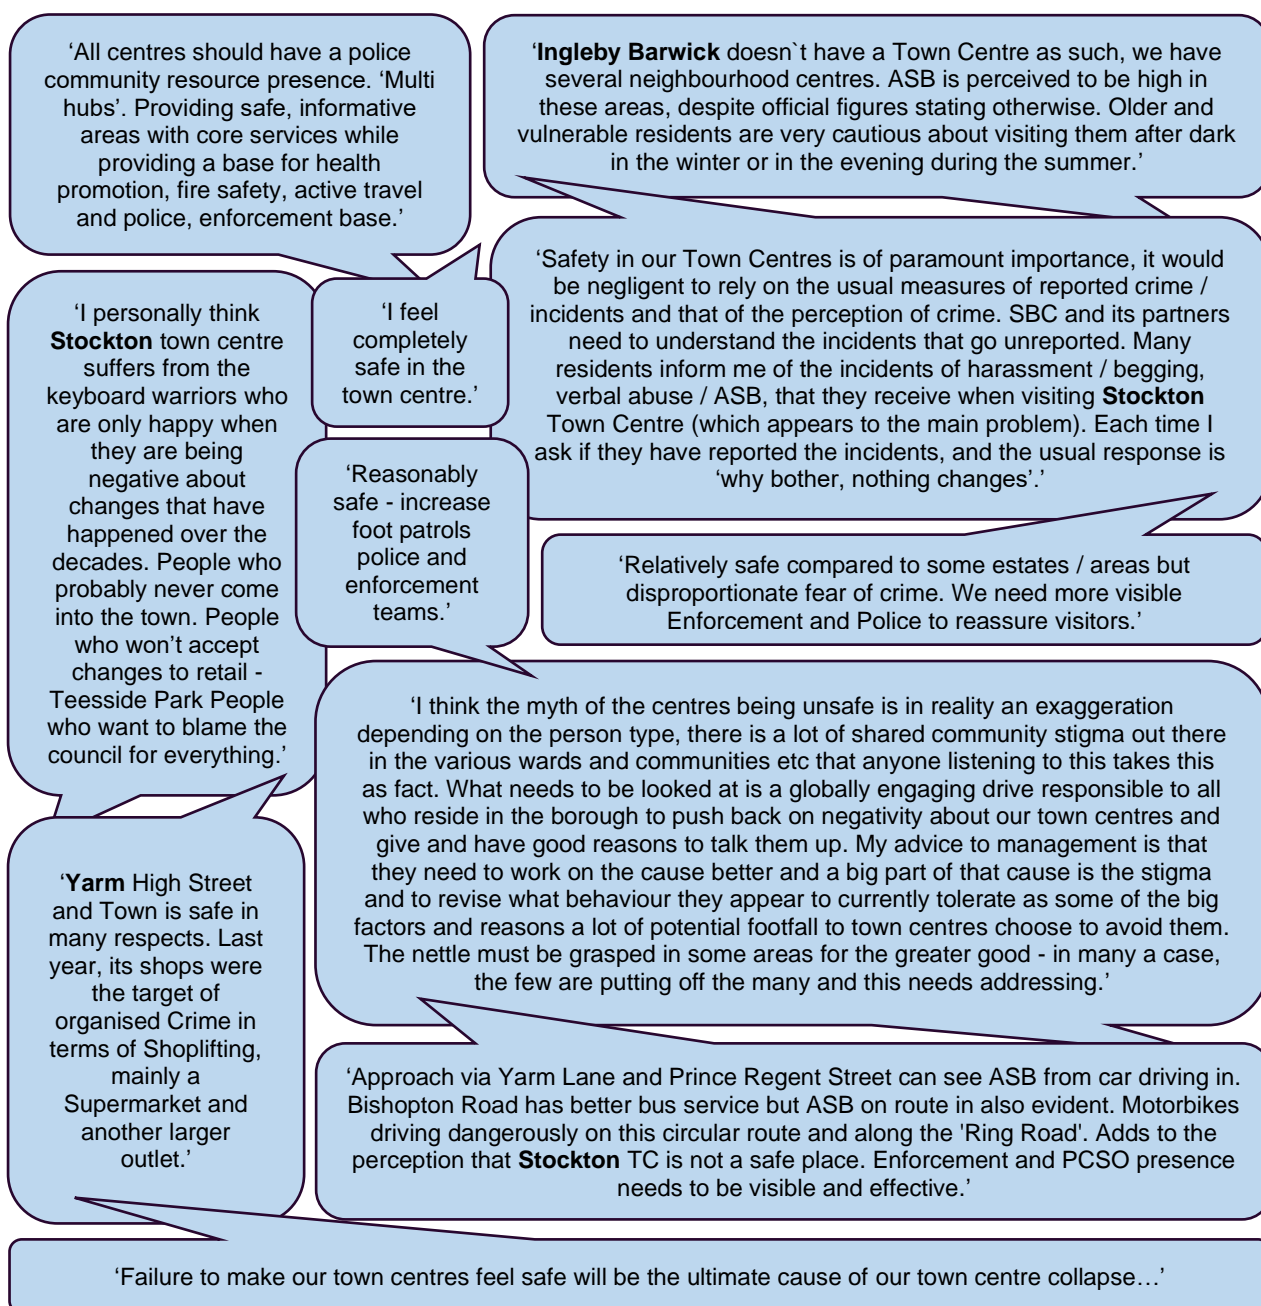 ‘All centres should have a police
community resource presence. ‘Multi
hubs’. Providing safe, informative
areas with core services while
providing a base for health
promotion, fire safety, active travel
and police, enforcement base.’
‘Ingleby Barwick doesn`t have a Town Centre as such, we have
several neighbourhood centres. ASB is perceived to be high in
these areas, despite official figures stating otherwise. Older and
vulnerable residents are very cautious about visiting them after dark
in the winter or in the evening during the summer.’
‘I personally think
Stockton town centre
suffers from the
keyboard warriors who
are only happy when
they are being
negative about
changes that have
happened over the
decades. People who
probably never come
into the town. People
who won’t accept
changes to retail -
Teesside Park People
who want to blame the
council for everything.’
‘I feel
completely
safe in the
town centre.’
‘Safety in our Town Centres is of paramount importance, it would
be negligent to rely on the usual measures of reported crime /
incidents and that of the perception of crime. SBC and its partners
need to understand the incidents that go unreported. Many
residents inform me of the incidents of harassment / begging,
verbal abuse / ASB, that they receive when visiting Stockton
Town Centre (which appears to the main problem). Each time I
ask if they have reported the incidents, and the usual response is
‘why bother, nothing changes’.’
‘Reasonably
safe - increase
foot patrols
police and
enforcement
teams.’
‘Relatively safe compared to some estates / areas but
disproportionate fear of crime. We need more visible
Enforcement and Police to reassure visitors.’
‘I think the myth of the centres being unsafe is in reality an exaggeration
depending on the person type, there is a lot of shared community stigma out there
in the various wards and communities etc that anyone listening to this takes this
as fact. What needs to be looked at is a globally engaging drive responsible to all
who reside in the borough to push back on negativity about our town centres and
give and have good reasons to talk them up. My advice to management is that
they need to work on the cause better and a big part of that cause is the stigma
and to revise what behaviour they appear to currently tolerate as some of the big
factors and reasons a lot of potential footfall to town centres choose to avoid them.
The nettle must be grasped in some areas for the greater good - in many a case,
the few are putting off the many and this needs addressing.’
‘Yarm High Street
and Town is safe in
many respects. Last
year, its shops were
the target of
organised Crime in
terms of Shoplifting,
mainly a
Supermarket and
another larger
outlet.’
‘Approach via Yarm Lane and Prince Regent Street can see ASB from car driving in.
Bishopton Road has better bus service but ASB on route in also evident. Motorbikes
driving dangerously on this circular route and along the 'Ring Road'. Adds to the
perception that Stockton TC is not a safe place. Enforcement and PCSO presence
needs to be visible and effective.’
‘Failure to make our town centres feel safe will be the ultimate cause of our town centre collapse…’